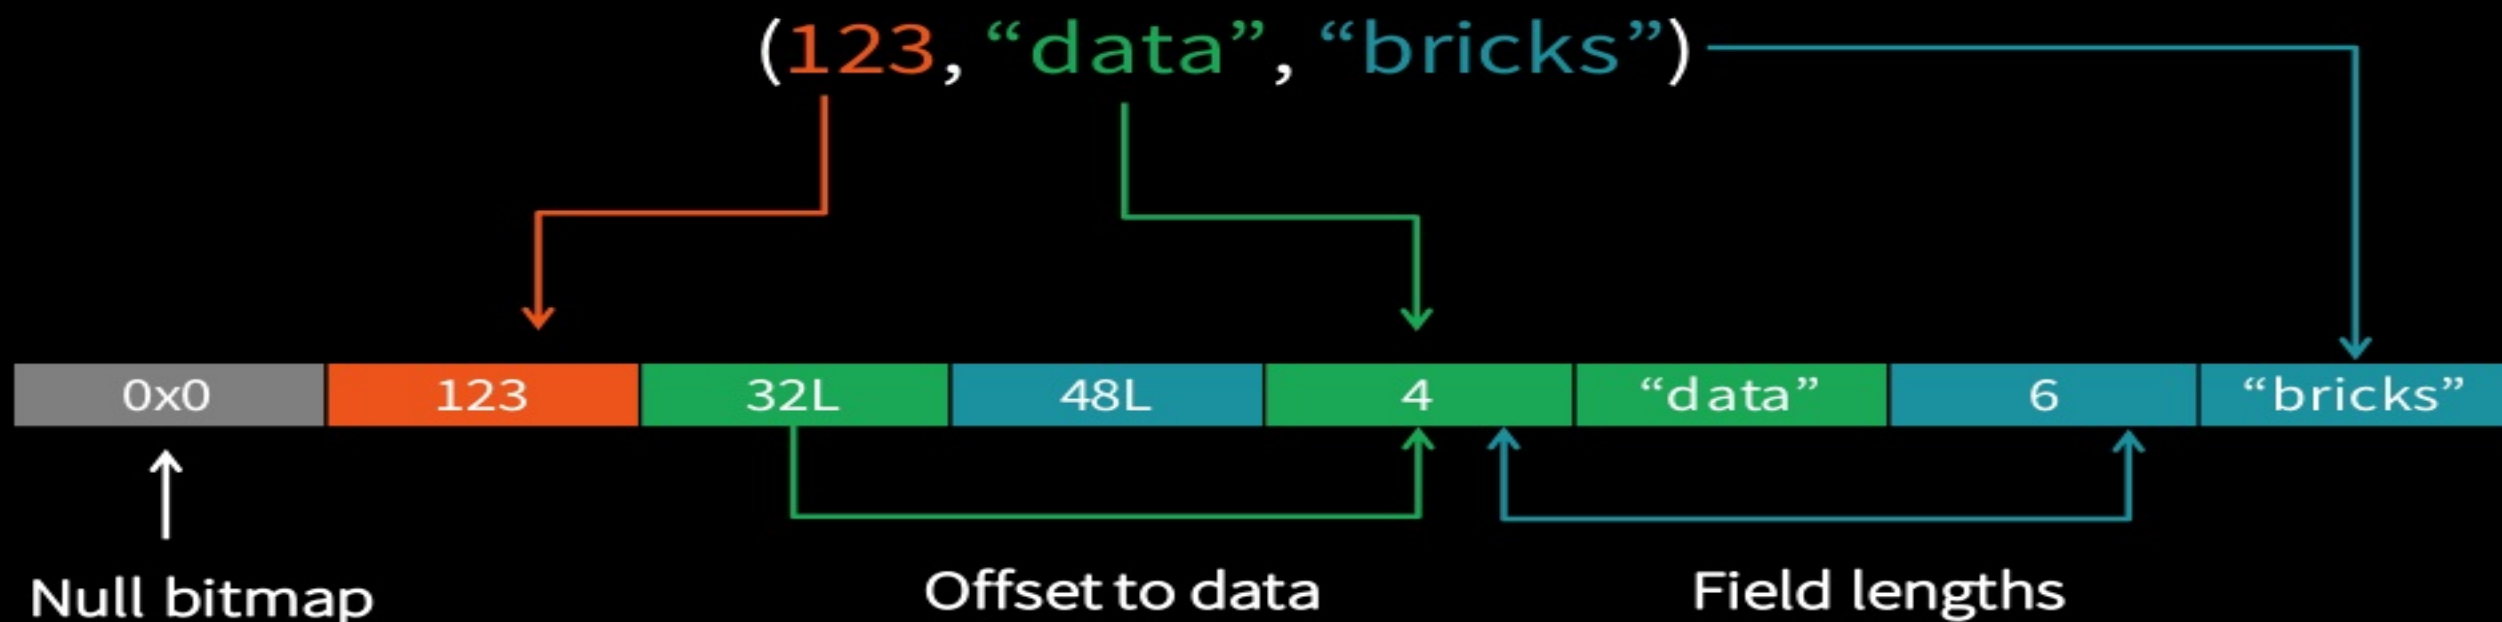 (123, “data”, “bricks”)
0x0 123 32L 48L 4 “data” 6 “bricks”
Null bitmap Offset to data Field lengths